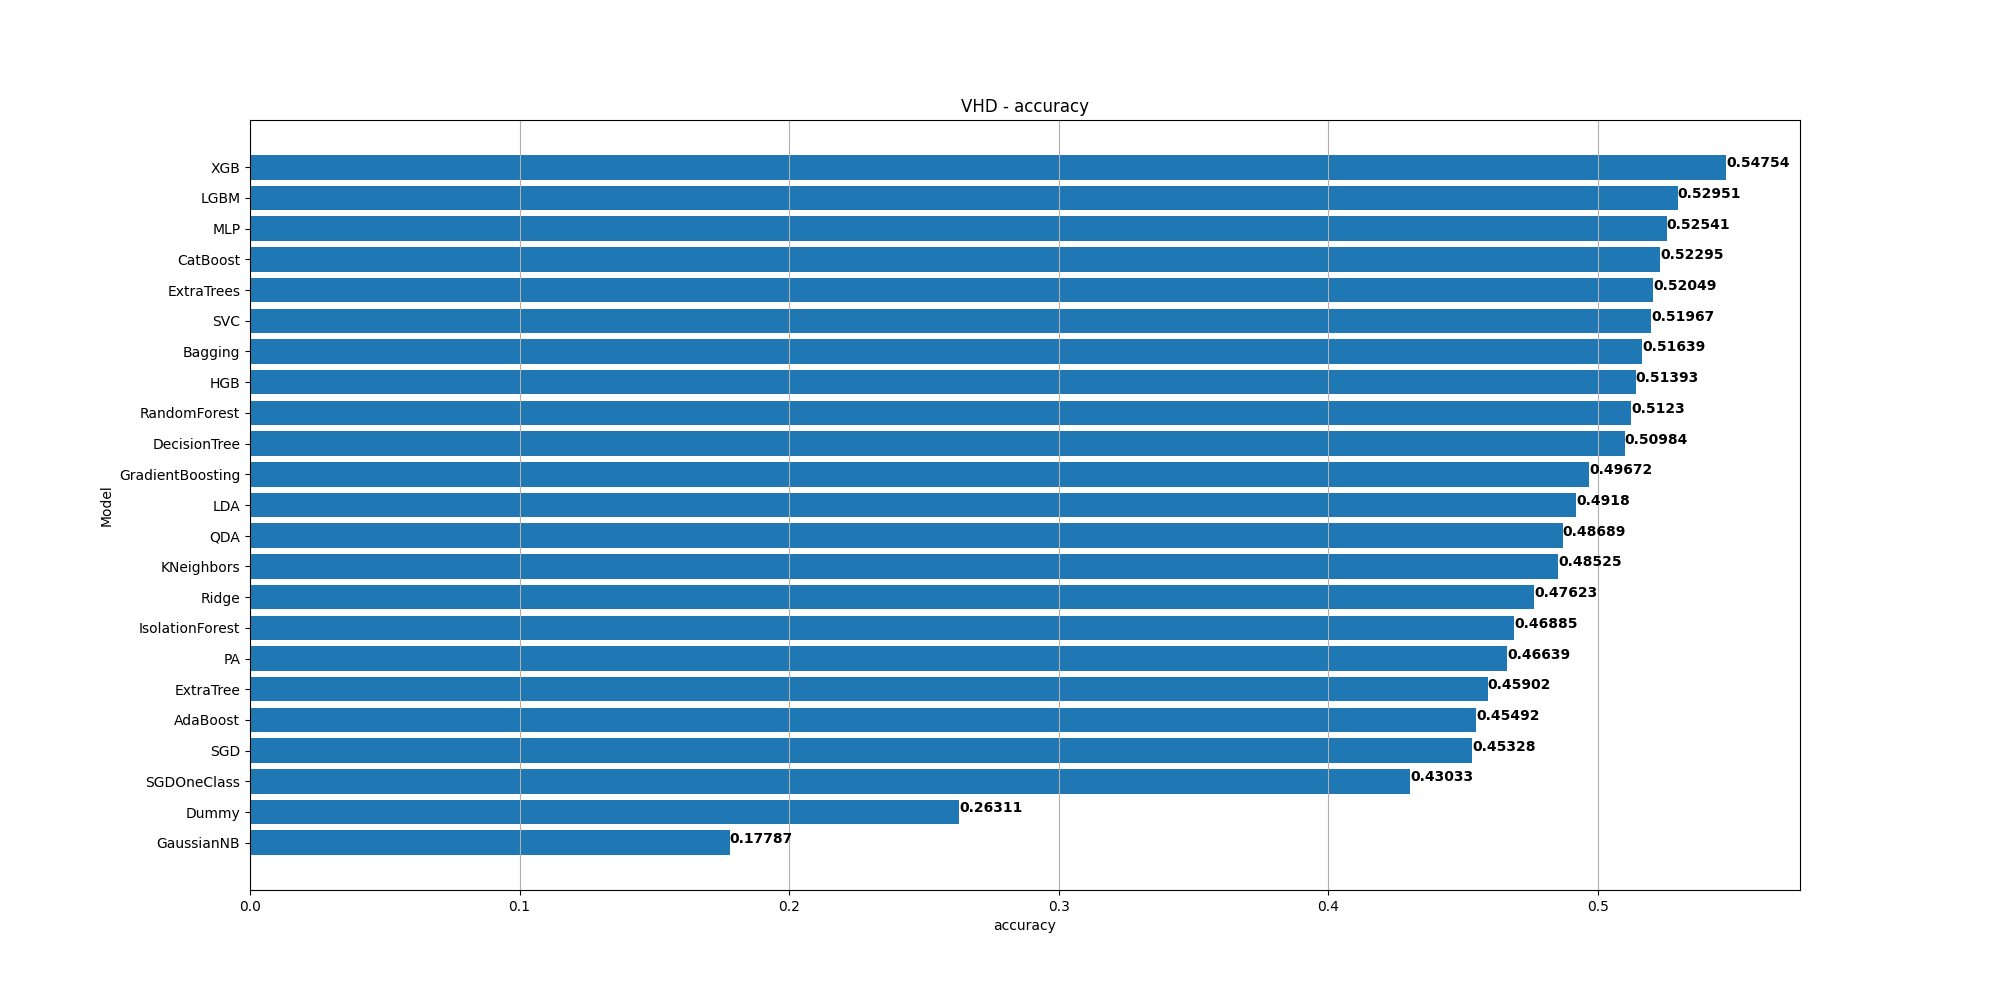 VHD - accuracy
XGB 0.54754
LGBM 0.52951
MLP 0.52541
CatBoost 0.52295
ExtraTrees 0.52049
SVC 0.51967
Bagging 0.51639
HGB 0.51393
RandomForest 0.5123
DecisionTree 0.50984
GradientBoosting 0.49672
LDA 0.4918
QDA 0.48689
KNeighbors 0.48525
Ridge 0.47623
IsolationForest 0.46885
PA 0.46639
ExtraTree 0.45902
AdaBoost 0.45492
SGD 0.45328
SGDOneClass 0.43033
Dummy 0.26311
GaussianNB 0.17787
Model
0.0 0.1 0.2 0.3 0.4 0.5
accuracy